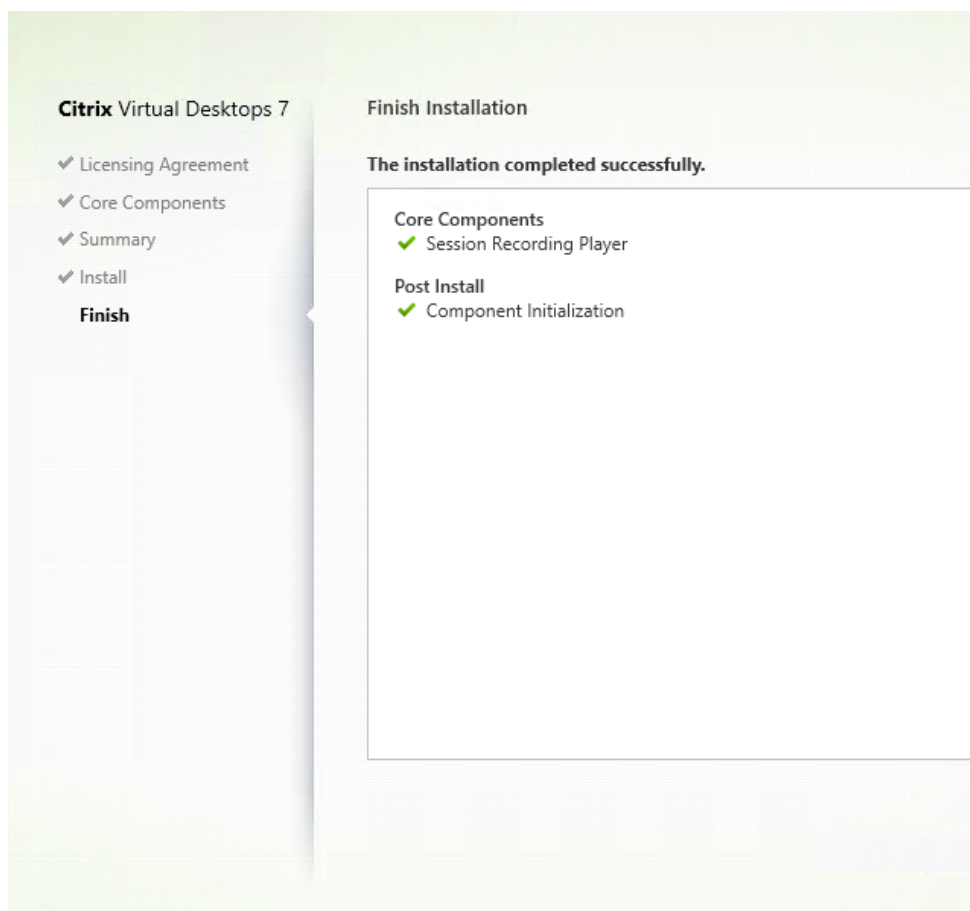 Citrix Virtual Desktops 7
Licensing Agreement
Core Components
Summary
Install
Finish
Finish Installation
The installation completed successfully.
Core Components
Session Recording Player
Post Install
Component Initialization